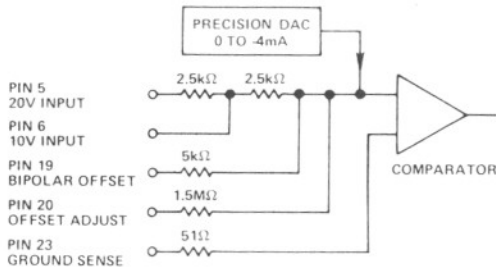 PRECISION DAC
0 TO -4mA
PIN 5
20V INPUT
2.5kΩ
2.5kΩ
PIN 6
10V INPUT
PIN 19
BIPOLAR OFFSET
5kΩ
COMPARATOR
PIN 20
OFFSET ADJUST
1.5MΩ
PIN 23
GROUND SENSE
51Ω